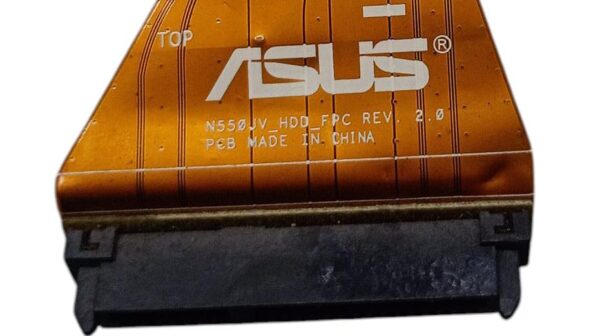 TOP
ASUS®
N550JV_HDD_FPC REV. 2.0
PCB MADE IN CHINA